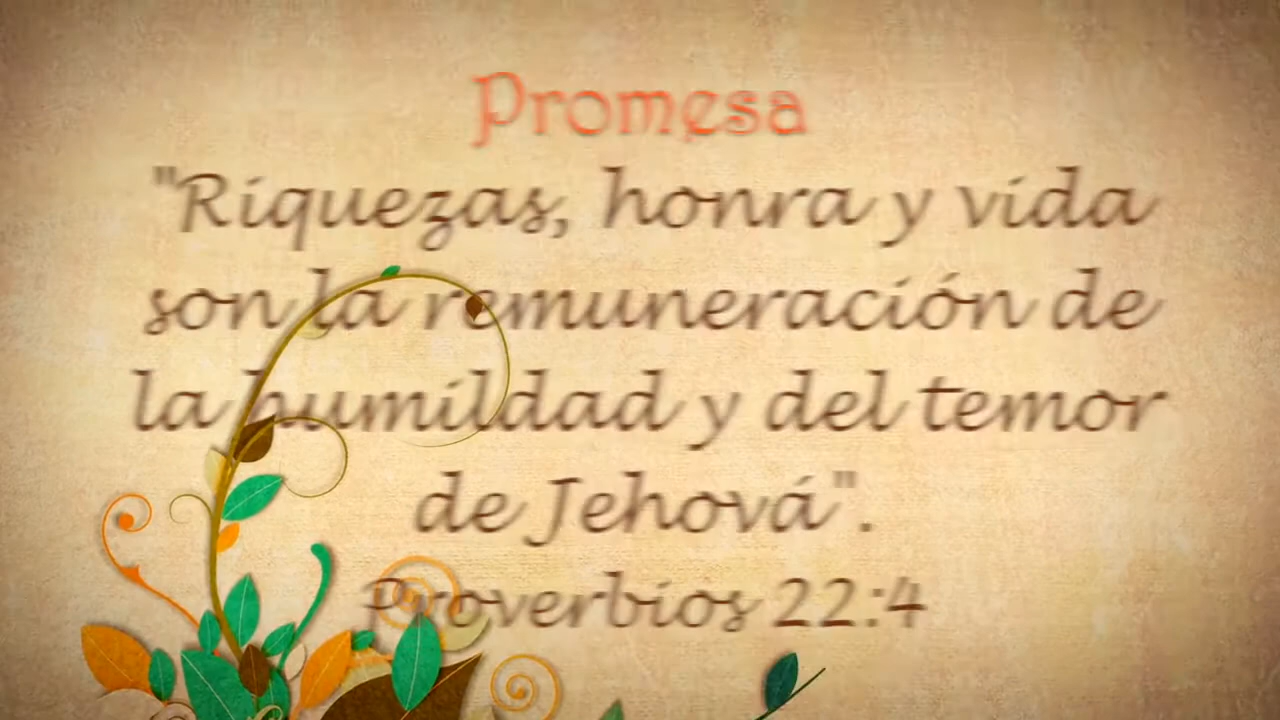 Promesa
"Riquezas, honra y vida
son la remuneración de
la humildad y del temor
de Jehová".
Proverbios 22:4